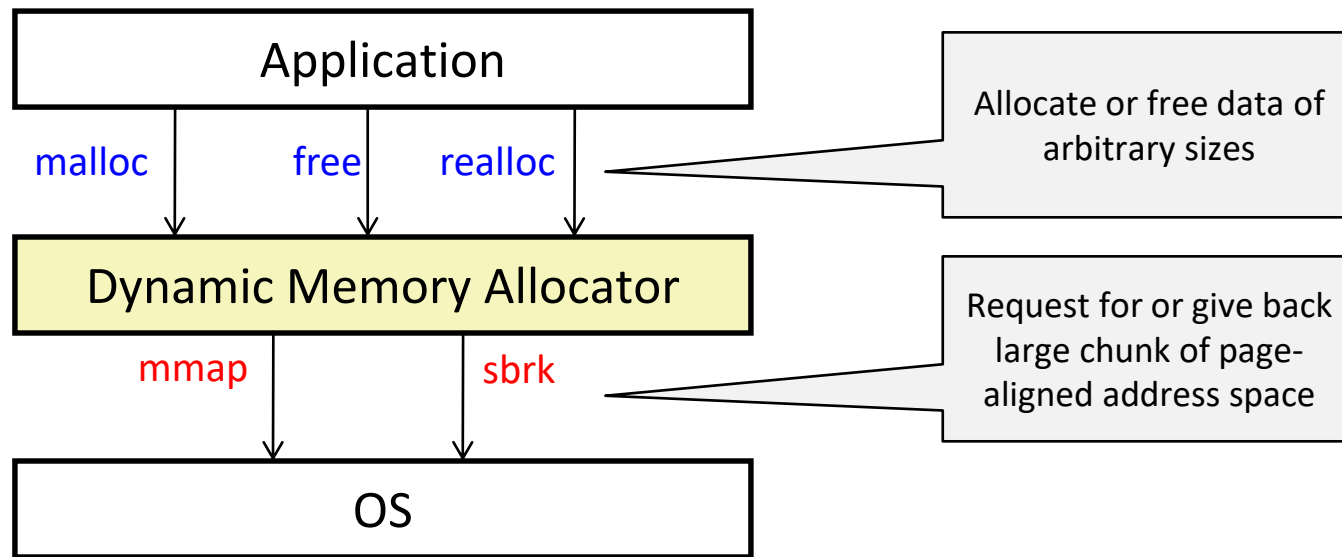 Application
malloc
free
realloc
Allocate or free data of
arbitrary sizes
Dynamic Memory Allocator
mmap
sbrk
Request for or give back
large chunk of page-
aligned address space
OS